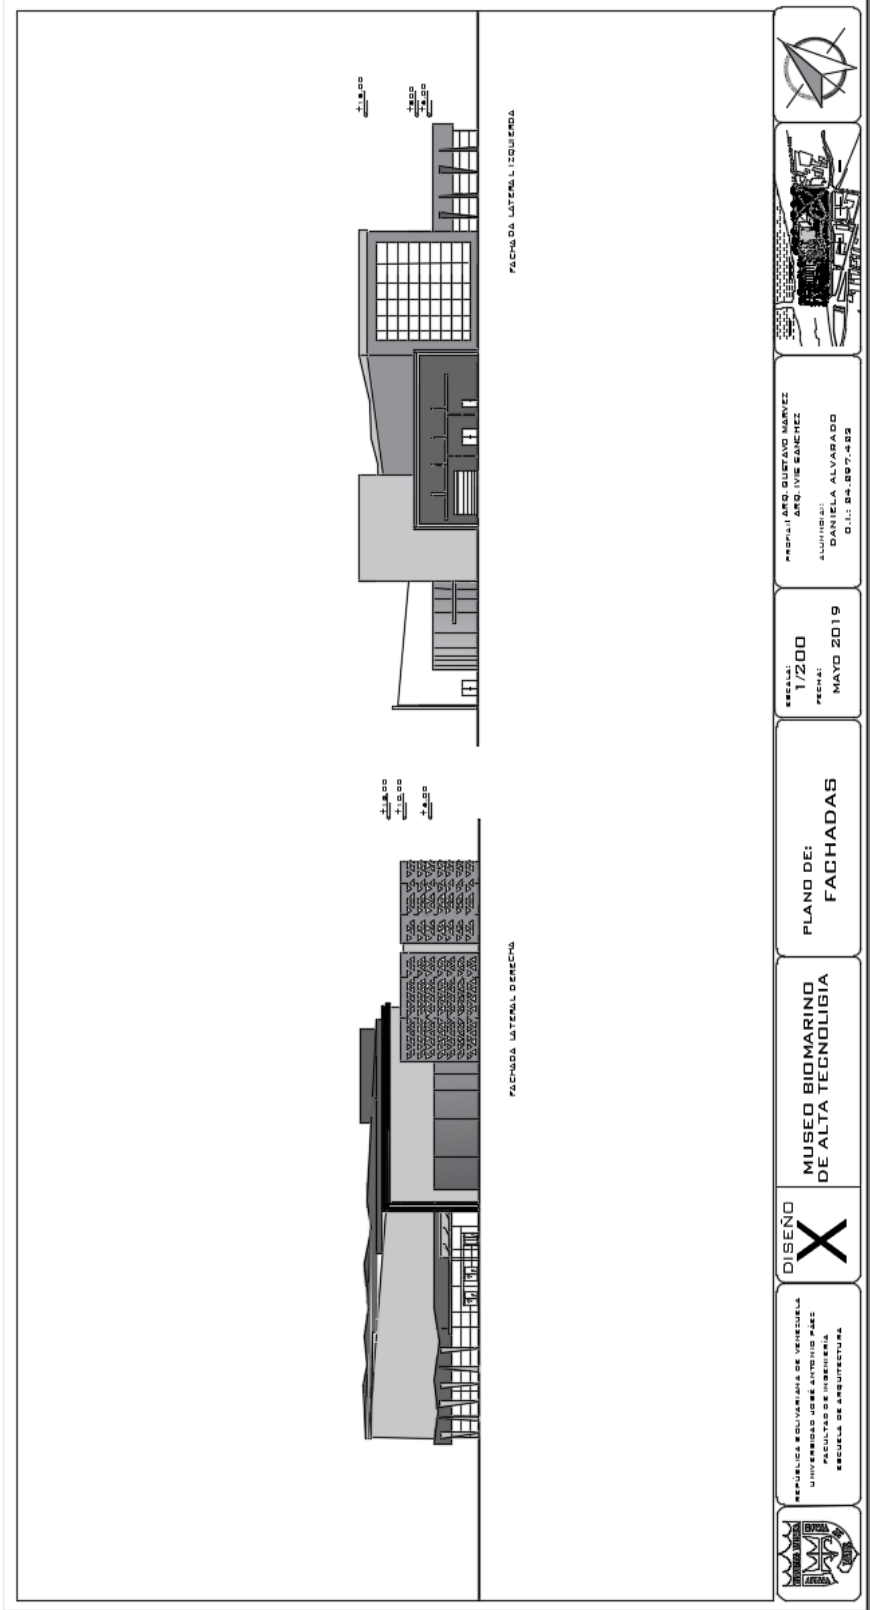 REPÚBLICA BOLIVARIANA DE VENEZUELA
UNIVERSIDAD JOSÉ ANTONIO PÁEZ
FACULTAD DE INGENIERÍA
ESCUELA DE ARQUITECTURA
DISEÑO
X
MUSEO BIOMARINO
DE ALTA TECNOLIGIA
PLANO DE:
FACHADAS
ESCALA:
1/200
FECHA:
MAYO 2019
ARQ. GUSTAVO MARVEZ
ARQ. IVIS SANCHEZ
DANIELA ALVARADO
FACHADA LATERAL DERECHA
FACHADA LATERAL IZQUIERDA